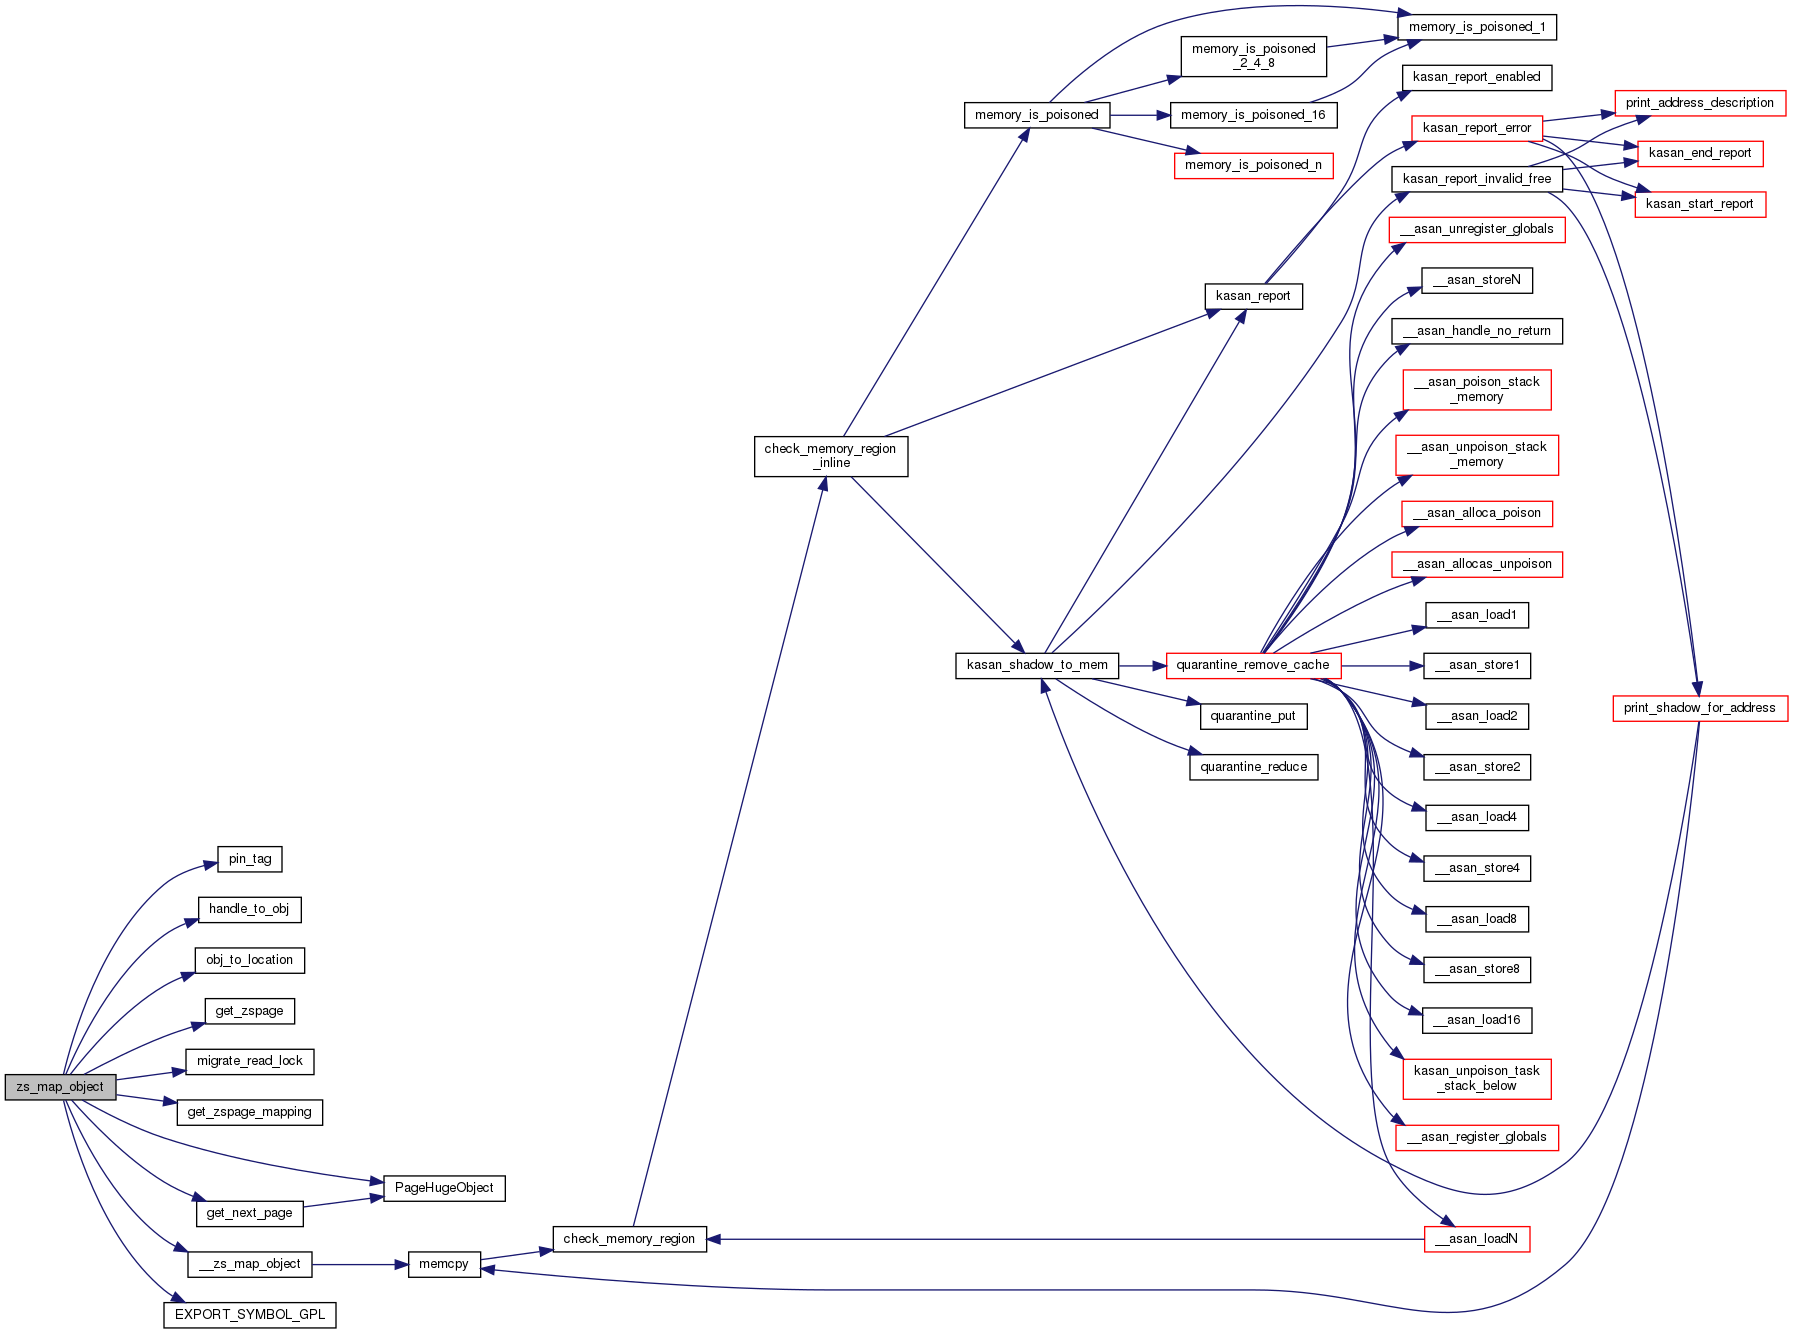 zs_map_object
pin_tag
handle_to_obj
obj_to_location
get_zspage
migrate_read_lock
get_zspage_mapping
PageHugeObject
get_next_page
__zs_map_object
EXPORT_SYMBOL_GPL
memcpy
check_memory_region
check_memory_region
_inline
memory_is_poisoned
kasan_shadow_to_mem
memory_is_poisoned
_2_4_8
memory_is_poisoned_16
memory_is_poisoned_n
kasan_report
quarantine_remove_cache
quarantine_put
quarantine_reduce
memory_is_poisoned_1
kasan_report_enabled
kasan_report_error
kasan_report_invalid_free
__asan_unregister_globals
__asan_storeN
__asan_handle_no_return
__asan_poison_stack
_memory
__asan_unpoison_stack
_memory
__asan_alloca_poison
__asan_allocas_unpoison
__asan_load1
__asan_store1
__asan_load2
__asan_store2
__asan_load4
__asan_store4
__asan_load8
__asan_store8
__asan_load16
kasan_unpoison_task
_stack_below
__asan_register_globals
__asan_loadN
print_address_description
kasan_end_report
kasan_start_report
print_shadow_for_address